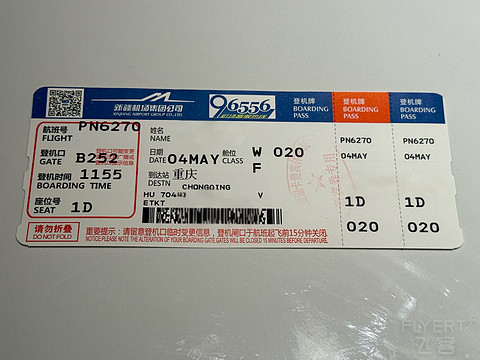 新疆机场集团公司
XINJIANG AIRPORT GROUP CO.,LTD
96556
登机牌
BOARDING
PASS
登机牌
BOARDING
PASS
登机牌
BOARDING
PASS
航班号 PN6270
FLIGHT
登机口
GATE B252
登机时间 1155
BOARDING TIME
座位号
SEAT 1D
请勿折叠
DO NOT FOLD
姓名
NAME
日期 舱位 W 020
DATE 04MAY CLASS F
到达站 重庆
DESTN CHONGQING
HU 704 V
ETKT
重要提示：请留意登机口临时变更信息，登机闸口于航班起飞前15分钟关闭
NOTICE:PLEASE NOTE THE ALTERATION OF YOUR BOARDING GATE.GATES WILL BE CLOSED 15 MINUTES BEFORE DEPARTURE.
PN6270
04MAY
1D
020
PN6270
04MAY
1D
020
FLYERT
飞客